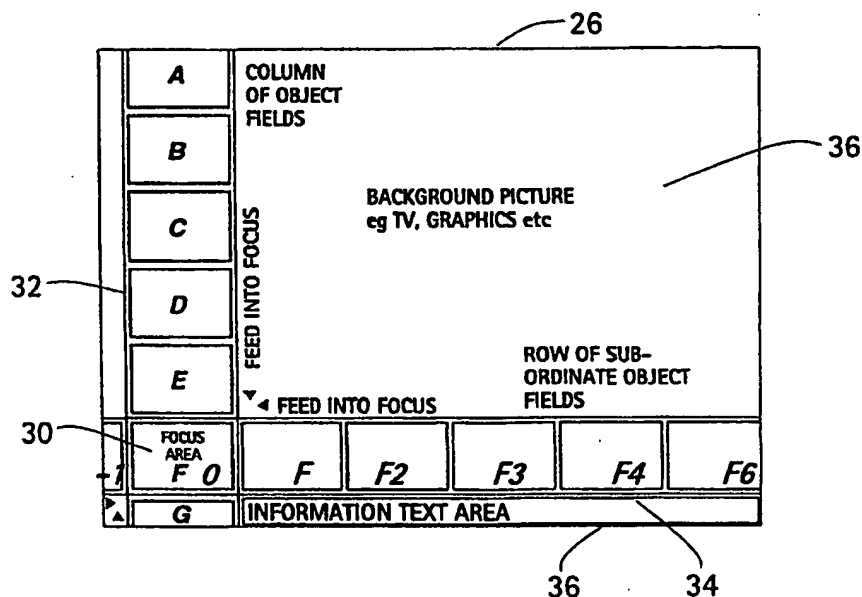 26
A
COLUMN
OF OBJECT
FIELDS
B
36
BACKGROUND PICTURE
eg TV, GRAPHICS etc
C
FEED INTO FOCUS
32
D
E
ROW OF SUB-
ORDINATE OBJECT
FIELDS
FEED INTO FOCUS
30
FOCUS
AREA
-1 F 0 F F2 F3 F4 F6
G INFORMATION TEXT AREA
36 34